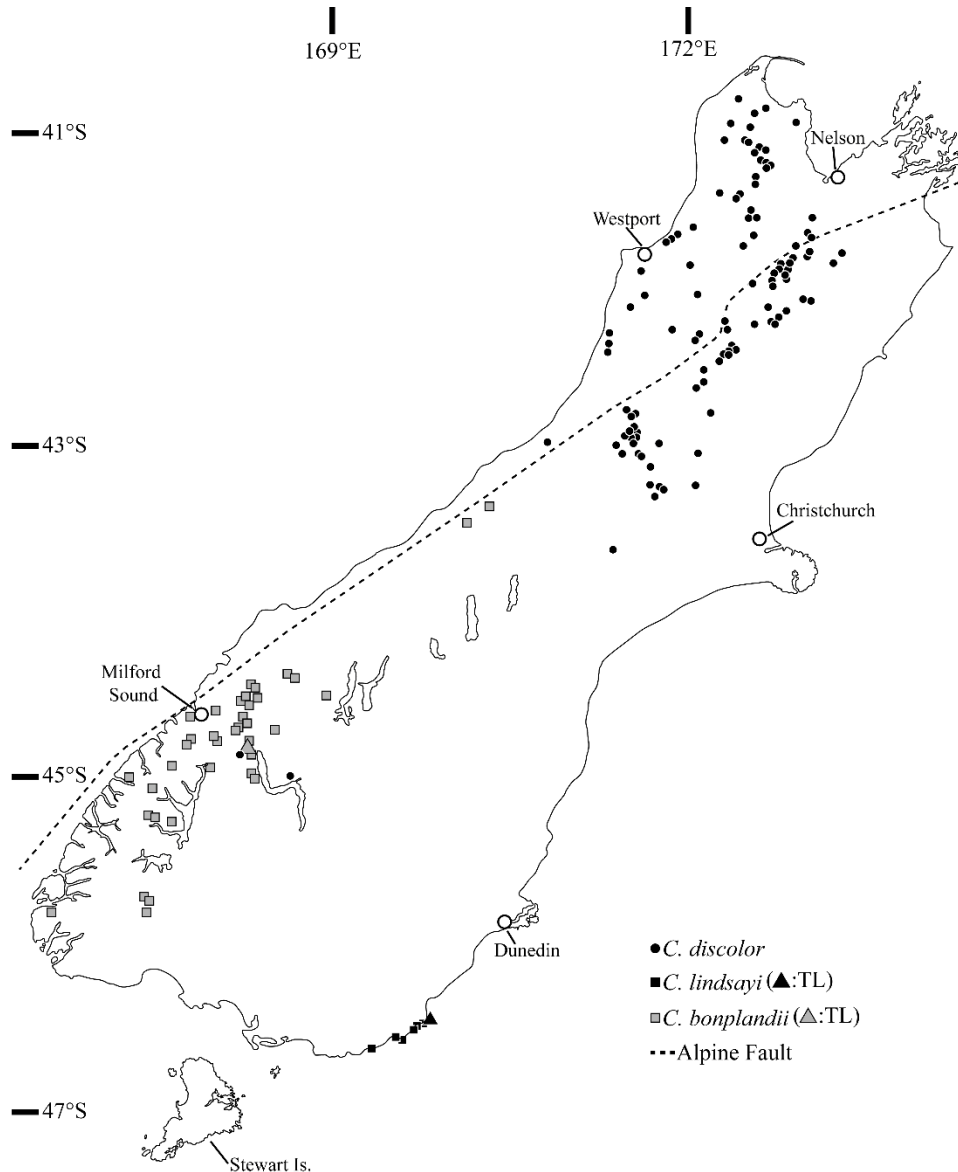 169°E
172°E
41°S
Nelson
Westport
43°S
Christchurch
Milford
Sound
45°S
Dunedin
C. discolor
C. lindsayi (▲:TL)
C. bonplandii (△:TL)
Alpine Fault
47°S
Stewart Is.